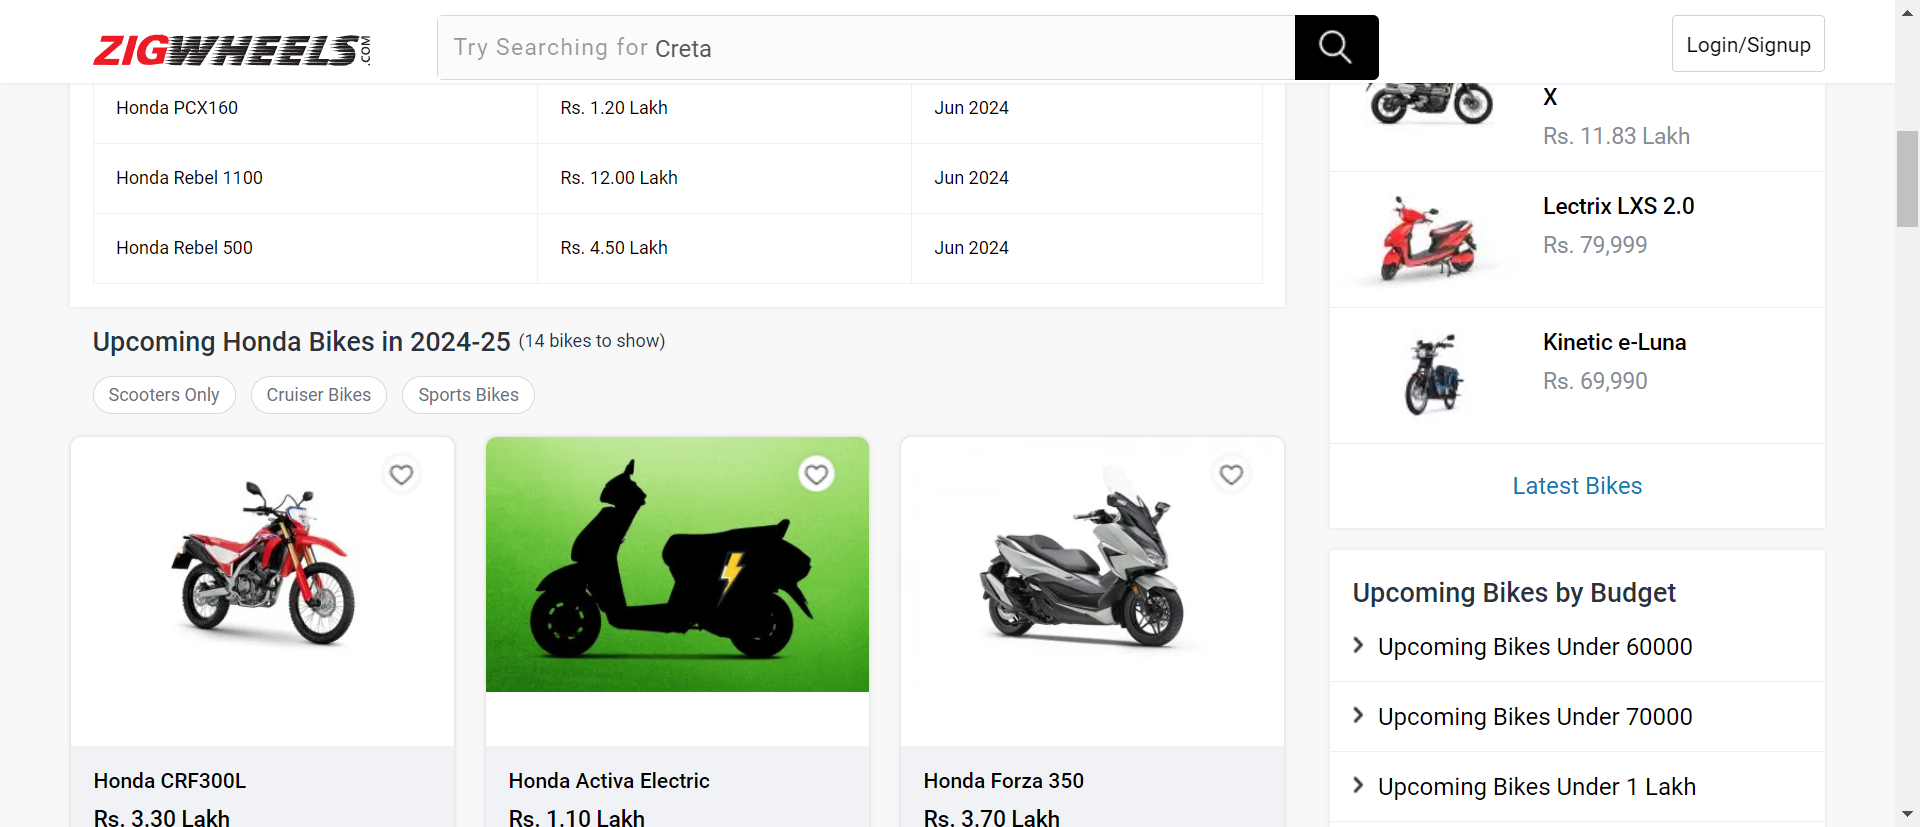 ZIGWHEELS.COM
Try Searching for Creta
Login/Signup
Honda PCX160 Rs. 1.20 Lakh Jun 2024
Honda Rebel 1100 Rs. 12.00 Lakh Jun 2024
Honda Rebel 500 Rs. 4.50 Lakh Jun 2024
Upcoming Honda Bikes in 2024-25 (14 bikes to show)
Scooters Only Cruiser Bikes Sports Bikes
Honda CRF300L
Rs. 3.30 Lakh
Honda Activa Electric
Rs. 1.10 Lakh
Honda Forza 350
Rs. 3.70 Lakh
X
Rs. 11.83 Lakh
Lectrix LXS 2.0
Rs. 79,999
Kinetic e-Luna
Rs. 69,990
Latest Bikes
Upcoming Bikes by Budget
Upcoming Bikes Under 60000
Upcoming Bikes Under 70000
Upcoming Bikes Under 1 Lakh